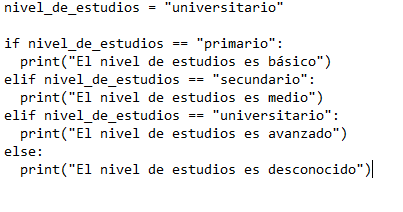 nivel_de_estudios = "universitario"
if nivel_de_estudios == "primario":
print("El nivel de estudios es básico")
elif nivel_de_estudios == "secundario":
print("El nivel de estudios es medio")
elif nivel_de_estudios == "universitario":
print("El nivel de estudios es avanzado")
else:
print("El nivel de estudios es desconocido")